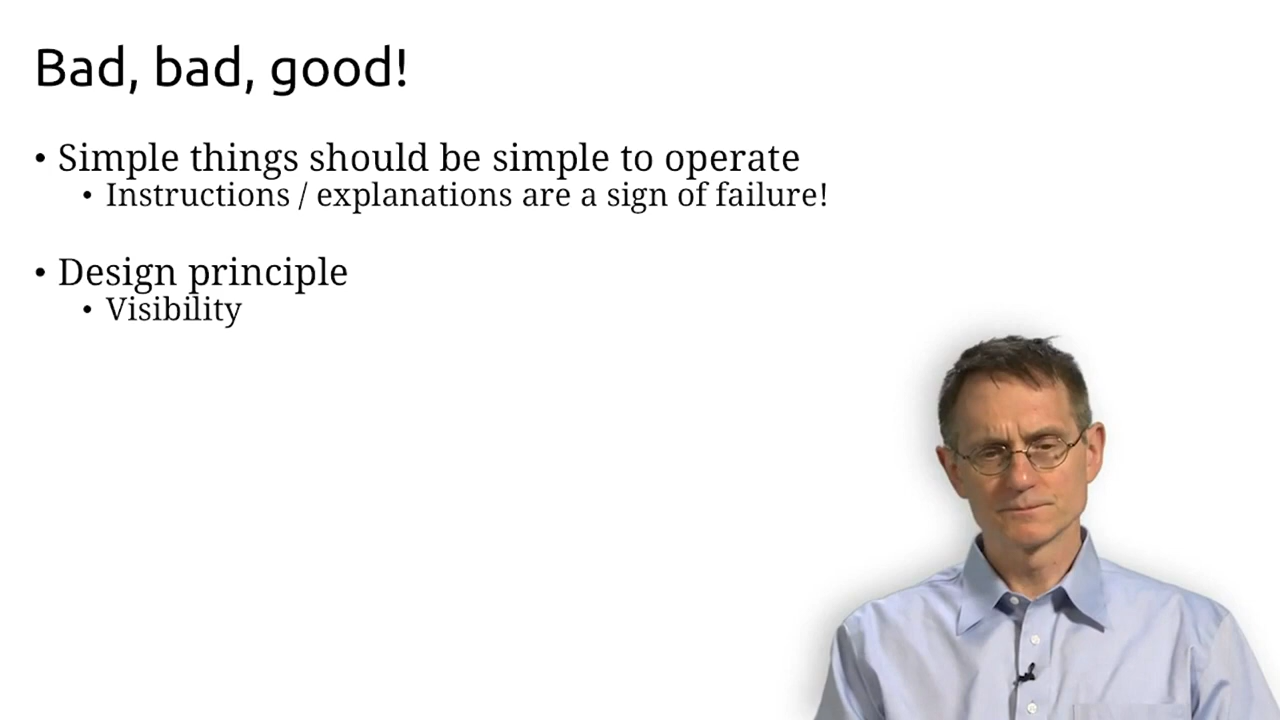 Bad, bad, good!
• Simple things should be simple to operate
• Instructions / explanations are a sign of failure!
• Design principle
• Visibility